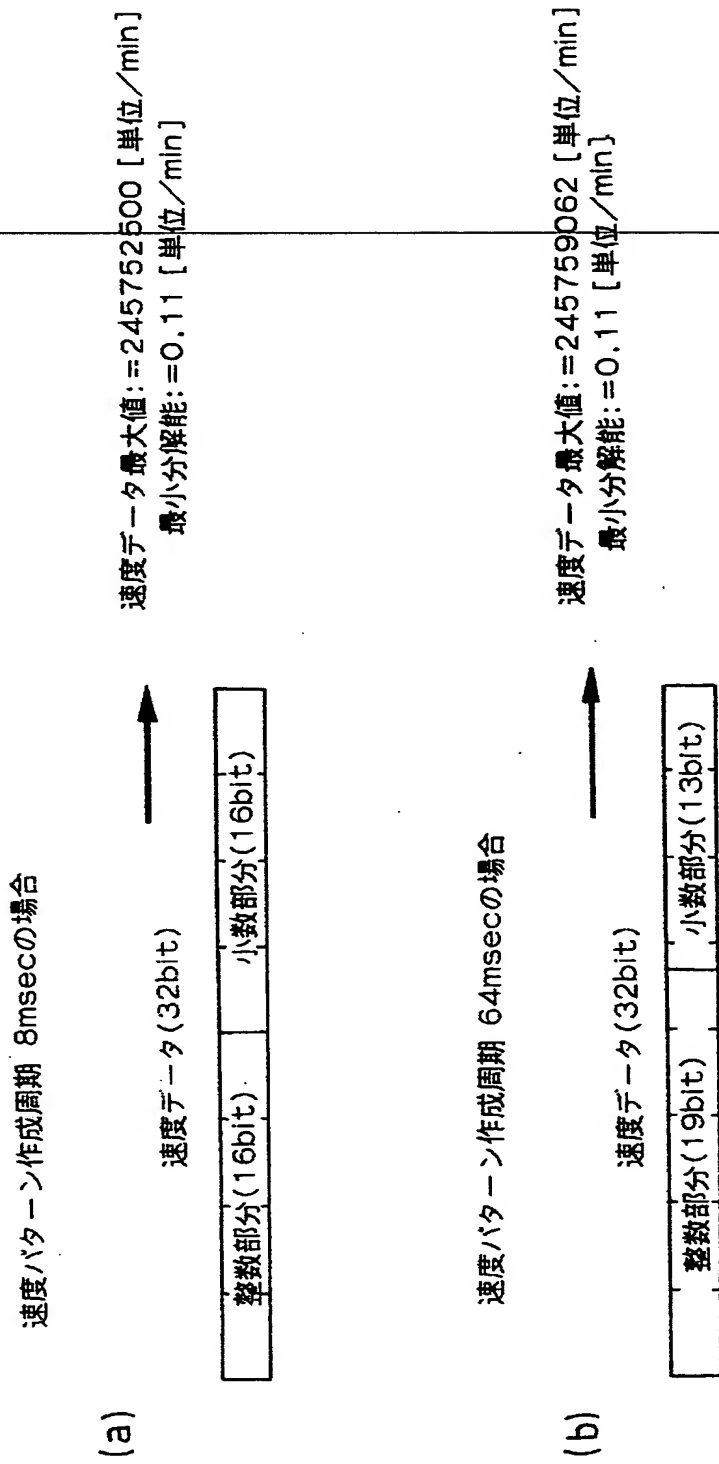 (a)
速度パターン作成周期 8msecの場合
速度データ(32bit)
整数部分(16bit) 小数部分(16bit)
速度データ最大値:=245752500 [単位/min]
最小分解能:=0.11 [単位/min]
(b)
速度パターン作成周期 64msecの場合
速度データ(32bit)
整数部分(19bit) 小数部分(13bit)
速度データ最大値:=245759062 [単位/min]
最小分解能:=0.11 [単位/min]